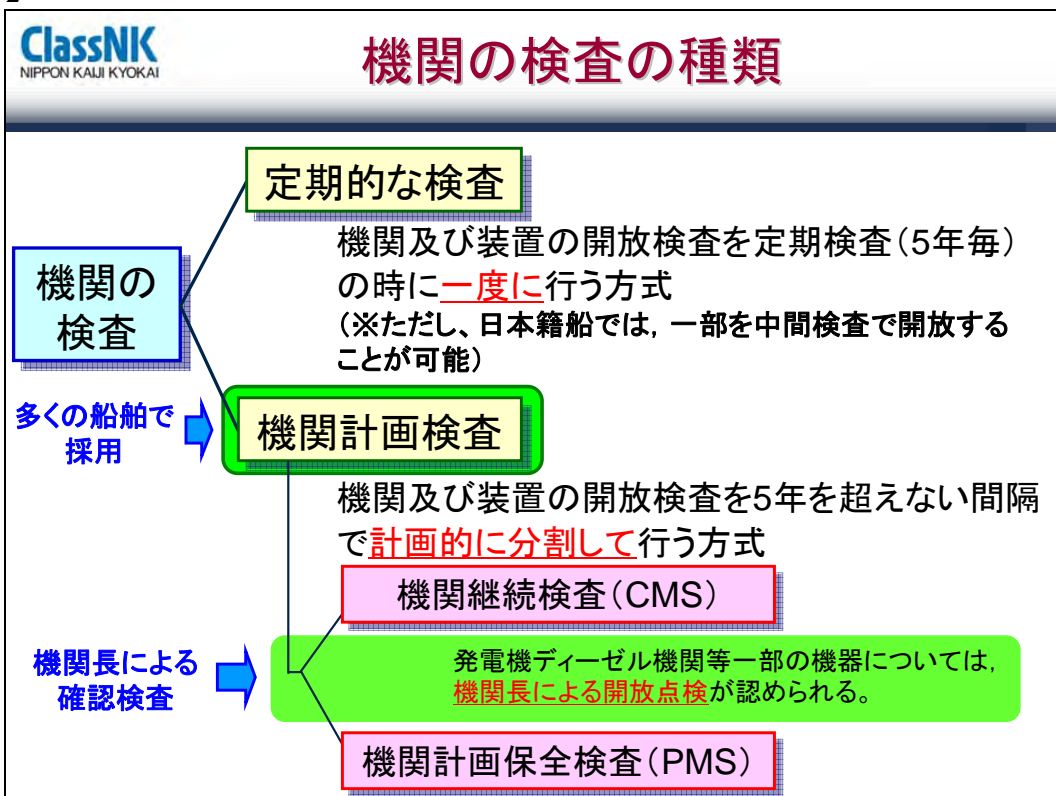 ClassNK
NIPPON KAIJI KYOKAI
機関の検査の種類
定期的な検査
機関及び装置の開放検査を定期検査（5年毎）
の時に一度に行う方式
（※ただし、日本籍船では，一部を中間検査で開放する
ことが可能）
機関の
検査
多くの船舶で
採用
機関計画検査
機関及び装置の開放検査を5年を超えない間隔
で計画的に分割して行う方式
機関継続検査（CMS）
機関長による
確認検査
発電機ディーゼル機関等一部の機器については，
機関長による開放点検が認められる。
機関計画保全検査（PMS）